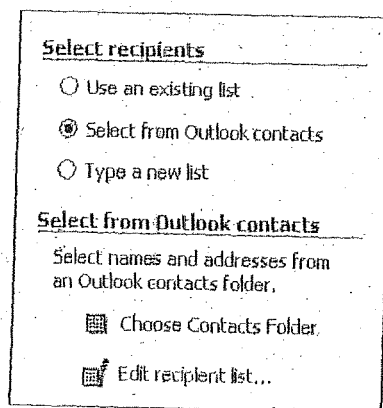 Select recipients
Use an existing list
Select from Outlook contacts
Type a new list
Select from Outlook contacts
Select names and addresses from
an Outlook contacts folder.
Choose Contacts Folder
Edit recipient list...